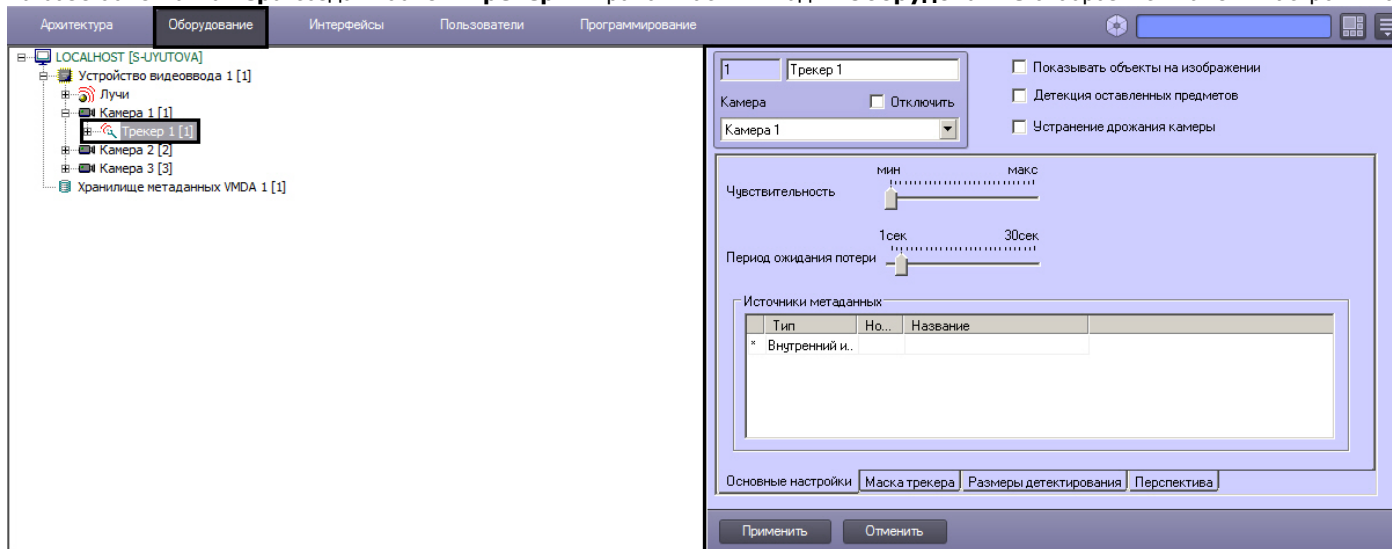 Архитектура Оборудование Интерфейсы Пользователи Программирование
LOCALHOST [S-UYUTOVA]
Устройство видеоввода 1 [1]
Лучи
Камера 1 [1]
Трекер 1 [1]
Камера 2 [2]
Камера 3 [3]
Хранилище метаданных VMDA 1 [1]
1 Трекер 1
Камера Отключить
Камера 1
Показывать объекты на изображении
Детекция оставленных предметов
Устранение дрожания камеры
мин макс
Чувствительность
1сек 30сек
Период ожидания потери
Источники метаданных
Тип Но... Название
* Внутренний и..
Основные настройки Маска трекера Размеры детектирования Перспектива
Применить Отменить